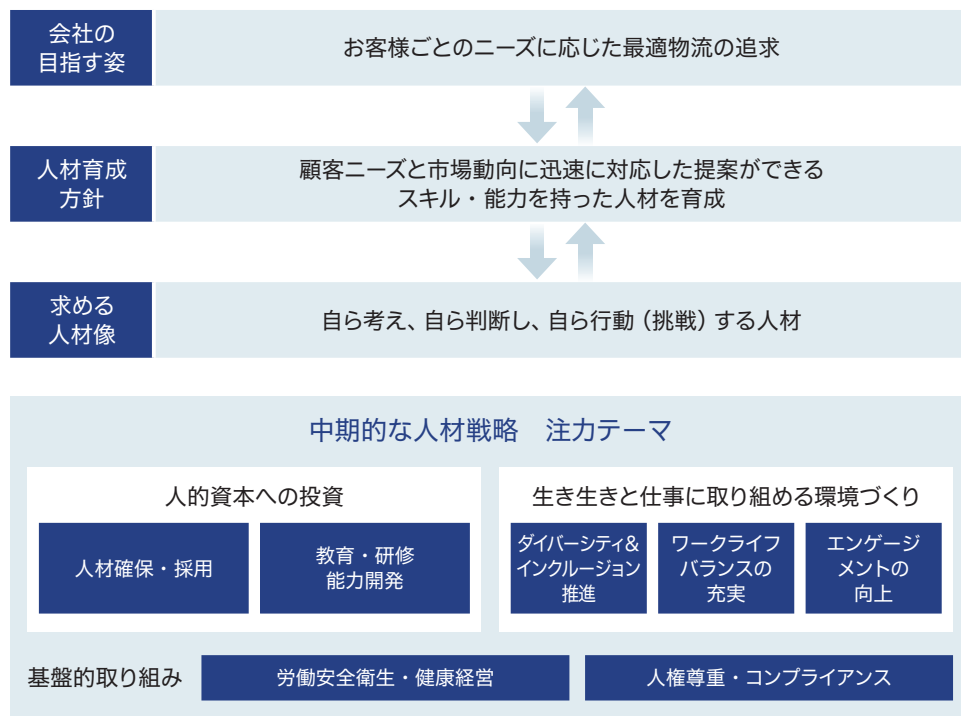 会社の
目指す姿
お客様ごとのニーズに応じた最適物流の追求
人材育成
方針
顧客ニーズと市場動向に迅速に対応した提案ができる
スキル・能力を持った人材を育成
求める
人材像
自ら考え、自ら判断し、自ら行動（挑戦）する人材
中期的な人材戦略　注力テーマ
人的資本への投資
人材確保・採用
教育・研修
能力開発
生き生きと仕事に取り組める環境づくり
ダイバーシティ&
インクルージョン
推進
ワークライフ
バランスの
充実
エンゲージ
メントの
向上
基盤的取り組み
労働安全衛生・健康経営
人権尊重・コンプライアンス